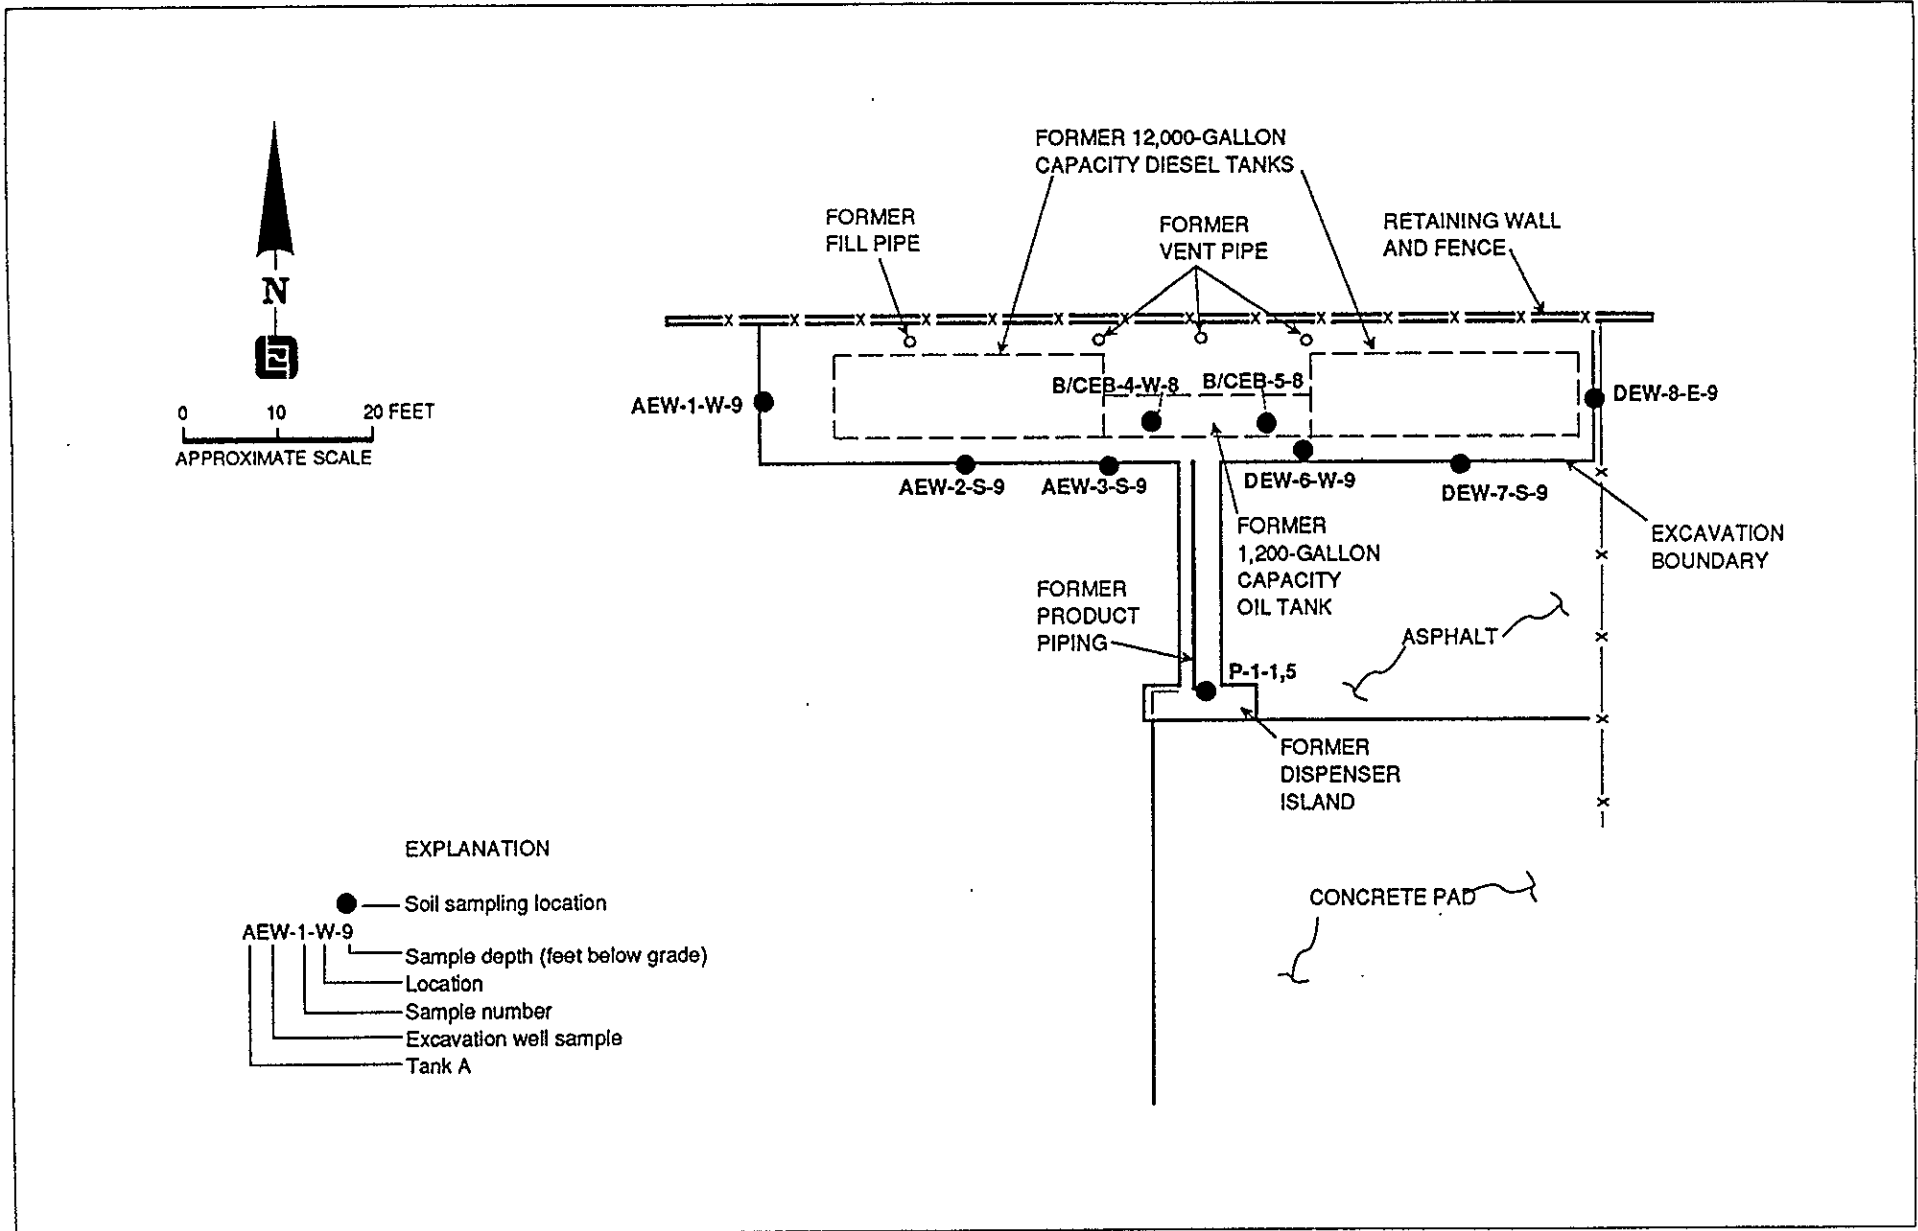 FORMER 12,000-GALLON
CAPACITY DIESEL TANKS
FORMER
FILL PIPE
FORMER
VENT PIPE
RETAINING WALL
AND FENCE
N
0 10 20 FEET
APPROXIMATE SCALE
AEW-1-W-9
B/CEB-4-W-8
B/CEB-5-8
DEW-8-E-9
AEW-2-S-9
AEW-3-S-9
DEW-6-W-9
DEW-7-S-9
FORMER
1,200-GALLON
CAPACITY
OIL TANK
EXCAVATION
BOUNDARY
FORMER
PRODUCT
PIPING
ASPHALT
P-1-1,5
FORMER
DISPENSER
ISLAND
CONCRETE PAD
EXPLANATION
Soil sampling location
AEW-1-W-9
Sample depth (feet below grade)
Location
Sample number
Excavation well sample
Tank A